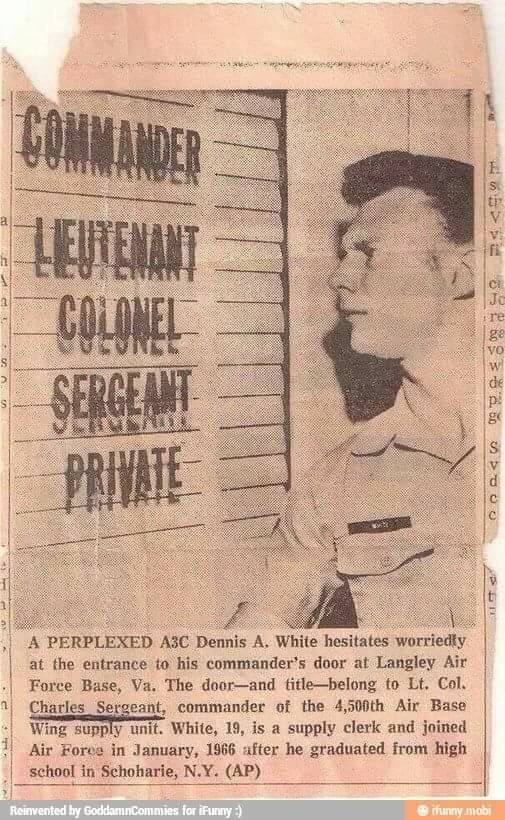 COMMANDER
LIEUTENANT
COLONEL
SERGEANT
PRIVATE
WHITE
A PERPLEXED A3C Dennis A. White hesitates worriedly
at the entrance to his commander's door at Langley Air
Force Base, Va. The door—and title—belong to Lt. Col.
Charles Sergeant, commander of the 4,500th Air Base
Wing supply unit. White, 19, is a supply clerk and joined
Air Force in January, 1966 after he graduated from high
school in Schoharie, N.Y. (AP)
Reinvented by GoddamnCommies for iFunny :)
ifunny.mobi